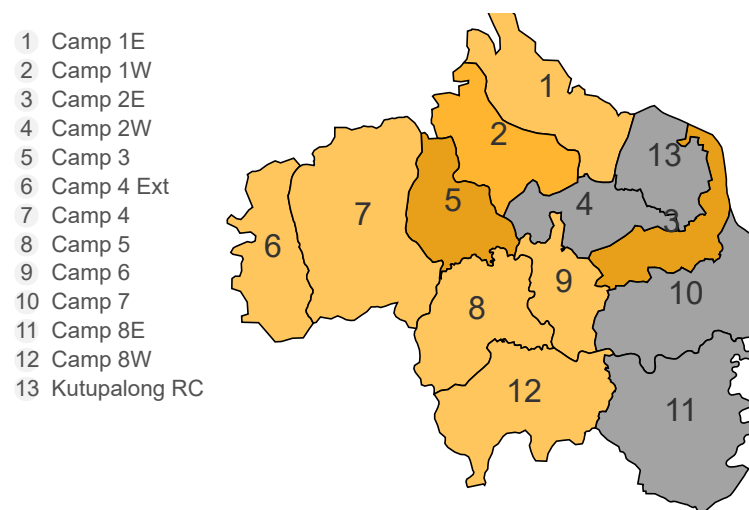 1 Camp 1E
2 Camp 1W
3 Camp 2E
4 Camp 2W
5 Camp 3
6 Camp 4 Ext
7 Camp 4
8 Camp 5
9 Camp 6
10 Camp 7
11 Camp 8E
12 Camp 8W
13 Kutupalong RC
1
2
13
5
4
7
3
6
9
10
8
12
11